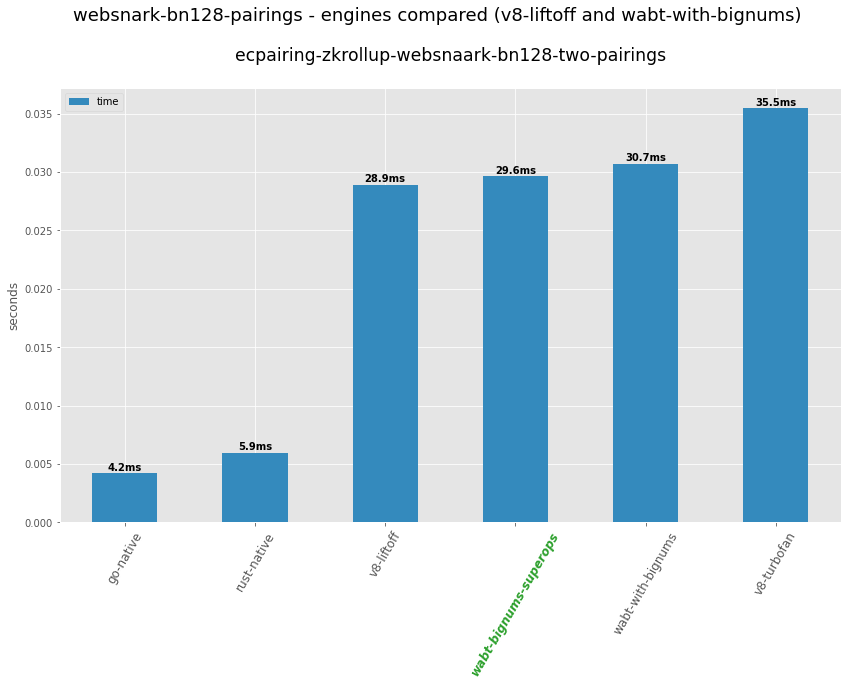 websnark-bn128-pairings - engines compared (v8-liftoff and wabt-with-bignums)
ecpairing-zkrollup-websnaark-bn128-two-pairings
time
seconds
0.035
0.030
0.025
0.020
0.015
0.010
0.005
0.000
4.2ms
5.9ms
28.9ms
29.6ms
30.7ms
35.5ms
go-native
rust-native
v8-liftoff
wabt-bignums-superops
wabt-with-bignums
v8-turbofan